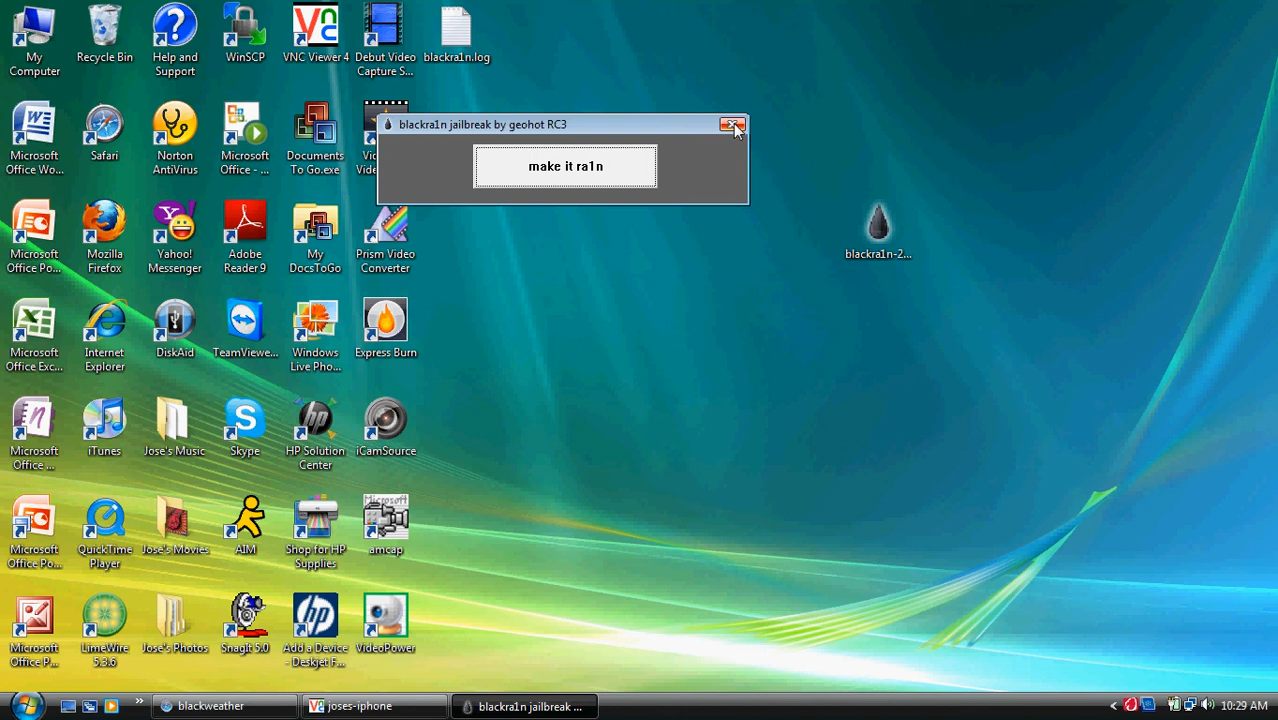 My
Computer
Recycle Bin
Help and
Support
WinSCP
VNC Viewer 4
Debut Video
Capture S...
blackra1n.log
Microsoft
Office Wo...
Safari
Norton
AntiVirus
Microsoft
Office - ...
Documents
To Go.exe
blackra1n jailbreak by geohot RC3
make it ra1n
Microsoft
Office Po...
Mozilla
Firefox
Yahoo!
Messenger
Adobe
Reader 9
My
DocsToGo
Prism Video
Converter
blackra1n-2...
Microsoft
Office Exc...
Internet
Explorer
DiskAid
TeamViewe...
Windows
Live Pho...
Express Burn
Microsoft
Office ...
iTunes
Jose's Music
Skype
HP Solution
Center
iCamSource
Microsoft
Microsoft
Office Po...
QuickTime
Player
Jose's Movies
AIM
Shop for HP
Supplies
amcap
Microsoft
Office P...
LimeWire
5.3.6
Jose's Photos
SnagIt 5.0
Add a Device
- Deskjet F...
VideoPower
blackweather
joses-iphone
blackra1n jailbreak ...
10:29 AM